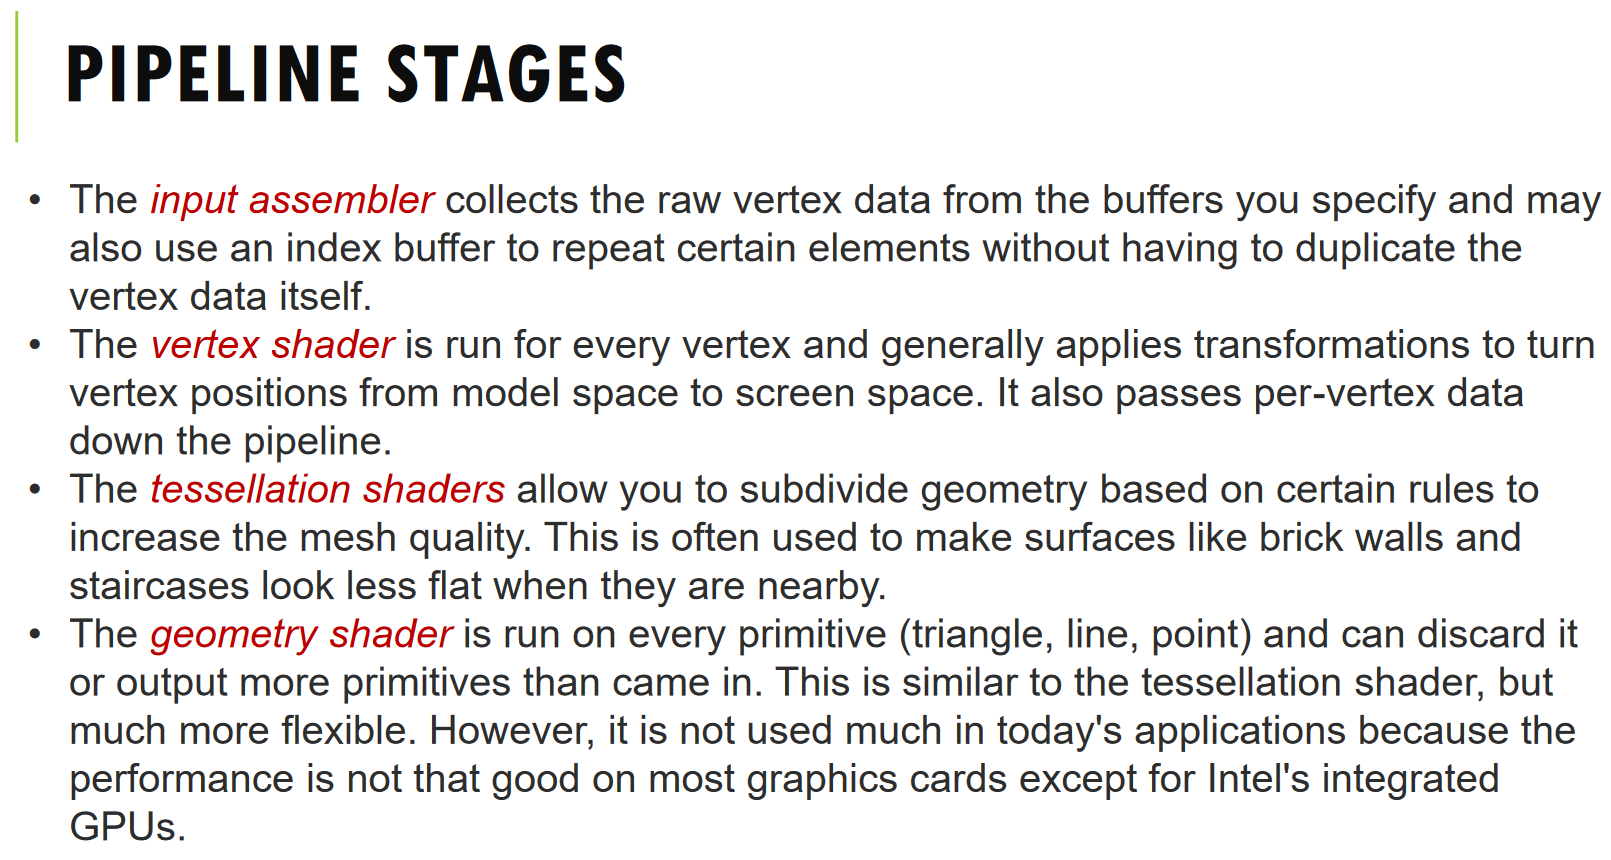 PIPELINE STAGES
• The input assembler collects the raw vertex data from the buffers you specify and may
also use an index buffer to repeat certain elements without having to duplicate the
vertex data itself.
• The vertex shader is run for every vertex and generally applies transformations to turn
vertex positions from model space to screen space. It also passes per-vertex data
down the pipeline.
• The tessellation shaders allow you to subdivide geometry based on certain rules to
increase the mesh quality. This is often used to make surfaces like brick walls and
staircases look less flat when they are nearby.
• The geometry shader is run on every primitive (triangle, line, point) and can discard it
or output more primitives than came in. This is similar to the tessellation shader, but
much more flexible. However, it is not used much in today's applications because the
performance is not that good on most graphics cards except for Intel's integrated
GPUs.